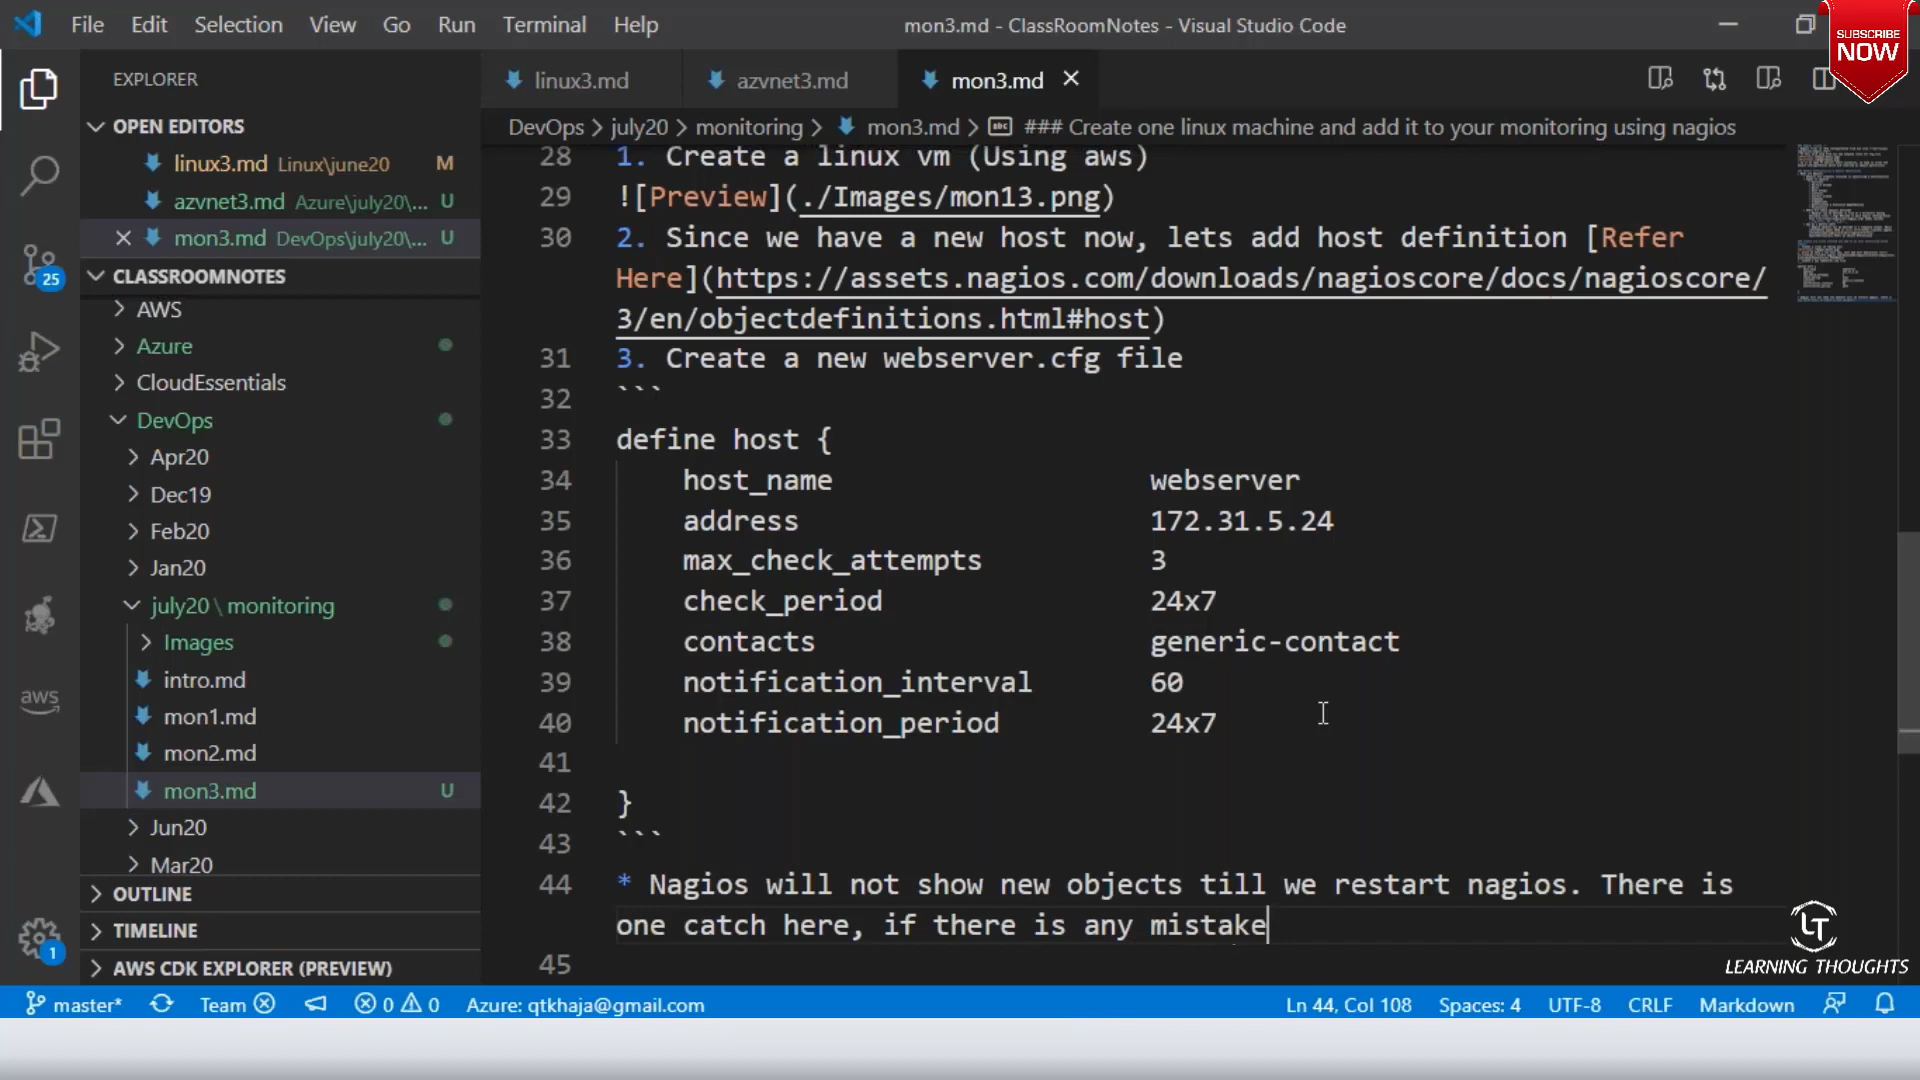 File Edit Selection View Go Run Terminal Help mon3.md - ClassRoomNotes - Visual Studio Code
SUBSCRIBE
NOW
EXPLORER
linux3.md azvnet3.md mon3.md
OPEN EDITORS
DevOps > july20 > monitoring > mon3.md > abc ### Create one linux machine and add it to your monitoring using nagios
linux3.md Linux\june20 M
azvnet3.md Azure\july20\... U
mon3.md DevOps\july20\... U
CLASSROOMNOTES
AWS
Azure
CloudEssentials
DevOps
Apr20
Dec19
Feb20
Jan20
july20 \ monitoring
Images
intro.md
mon1.md
mon2.md
mon3.md U
Jun20
Mar20
OUTLINE
TIMELINE
AWS CDK EXPLORER (PREVIEW)
25
aws
1
28 1. Create a linux vm (Using aws)
29 ![Preview](./Images/mon13.png)
30 2. Since we have a new host now, lets add host definition [Refer
Here](https://assets.nagios.com/downloads/nagioscore/docs/nagioscore/
3/en/objectdefinitions.html#host)
31 3. Create a new webserver.cfg file
32 ```
33 define host {
34 host_name webserver
35 address 172.31.5.24
36 max_check_attempts 3
37 check_period 24x7
38 contacts generic-contact
39 notification_interval 60
40 notification_period 24x7
41
42 }
43 ```
44 * Nagios will not show new objects till we restart nagios. There is
one catch here, if there is any mistake
45
LT
LEARNING THOUGHTS
master* Team 0 0 Azure: qtkhaja@gmail.com Ln 44, Col 108 Spaces: 4 UTF-8 CRLF Markdown